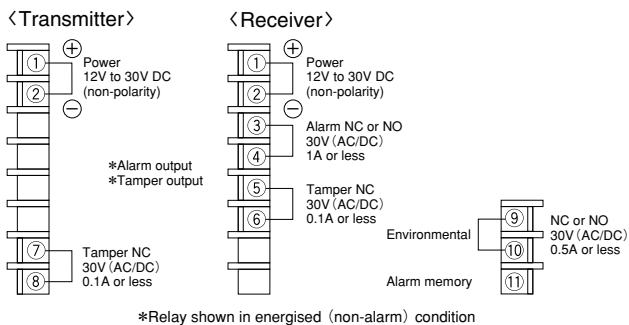 〈Transmitter〉
⊕
① Power
12V to 30V DC
② (non-polarity)
⊖
*Alarm output
*Tamper output
⑦ Tamper NC
30V (AC/DC)
⑧ 0.1A or less
〈Receiver〉
⊕
① Power
12V to 30V DC
② (non-polarity)
⊖
③ Alarm NC or NO
30V (AC/DC)
④ 1A or less
⑤ Tamper NC
30V (AC/DC)
⑥ 0.1A or less
Environmental
⑨ NC or NO
30V (AC/DC)
⑩ 0.5A or less
Alarm memory ⑪
*Relay shown in energised (non-alarm) condition